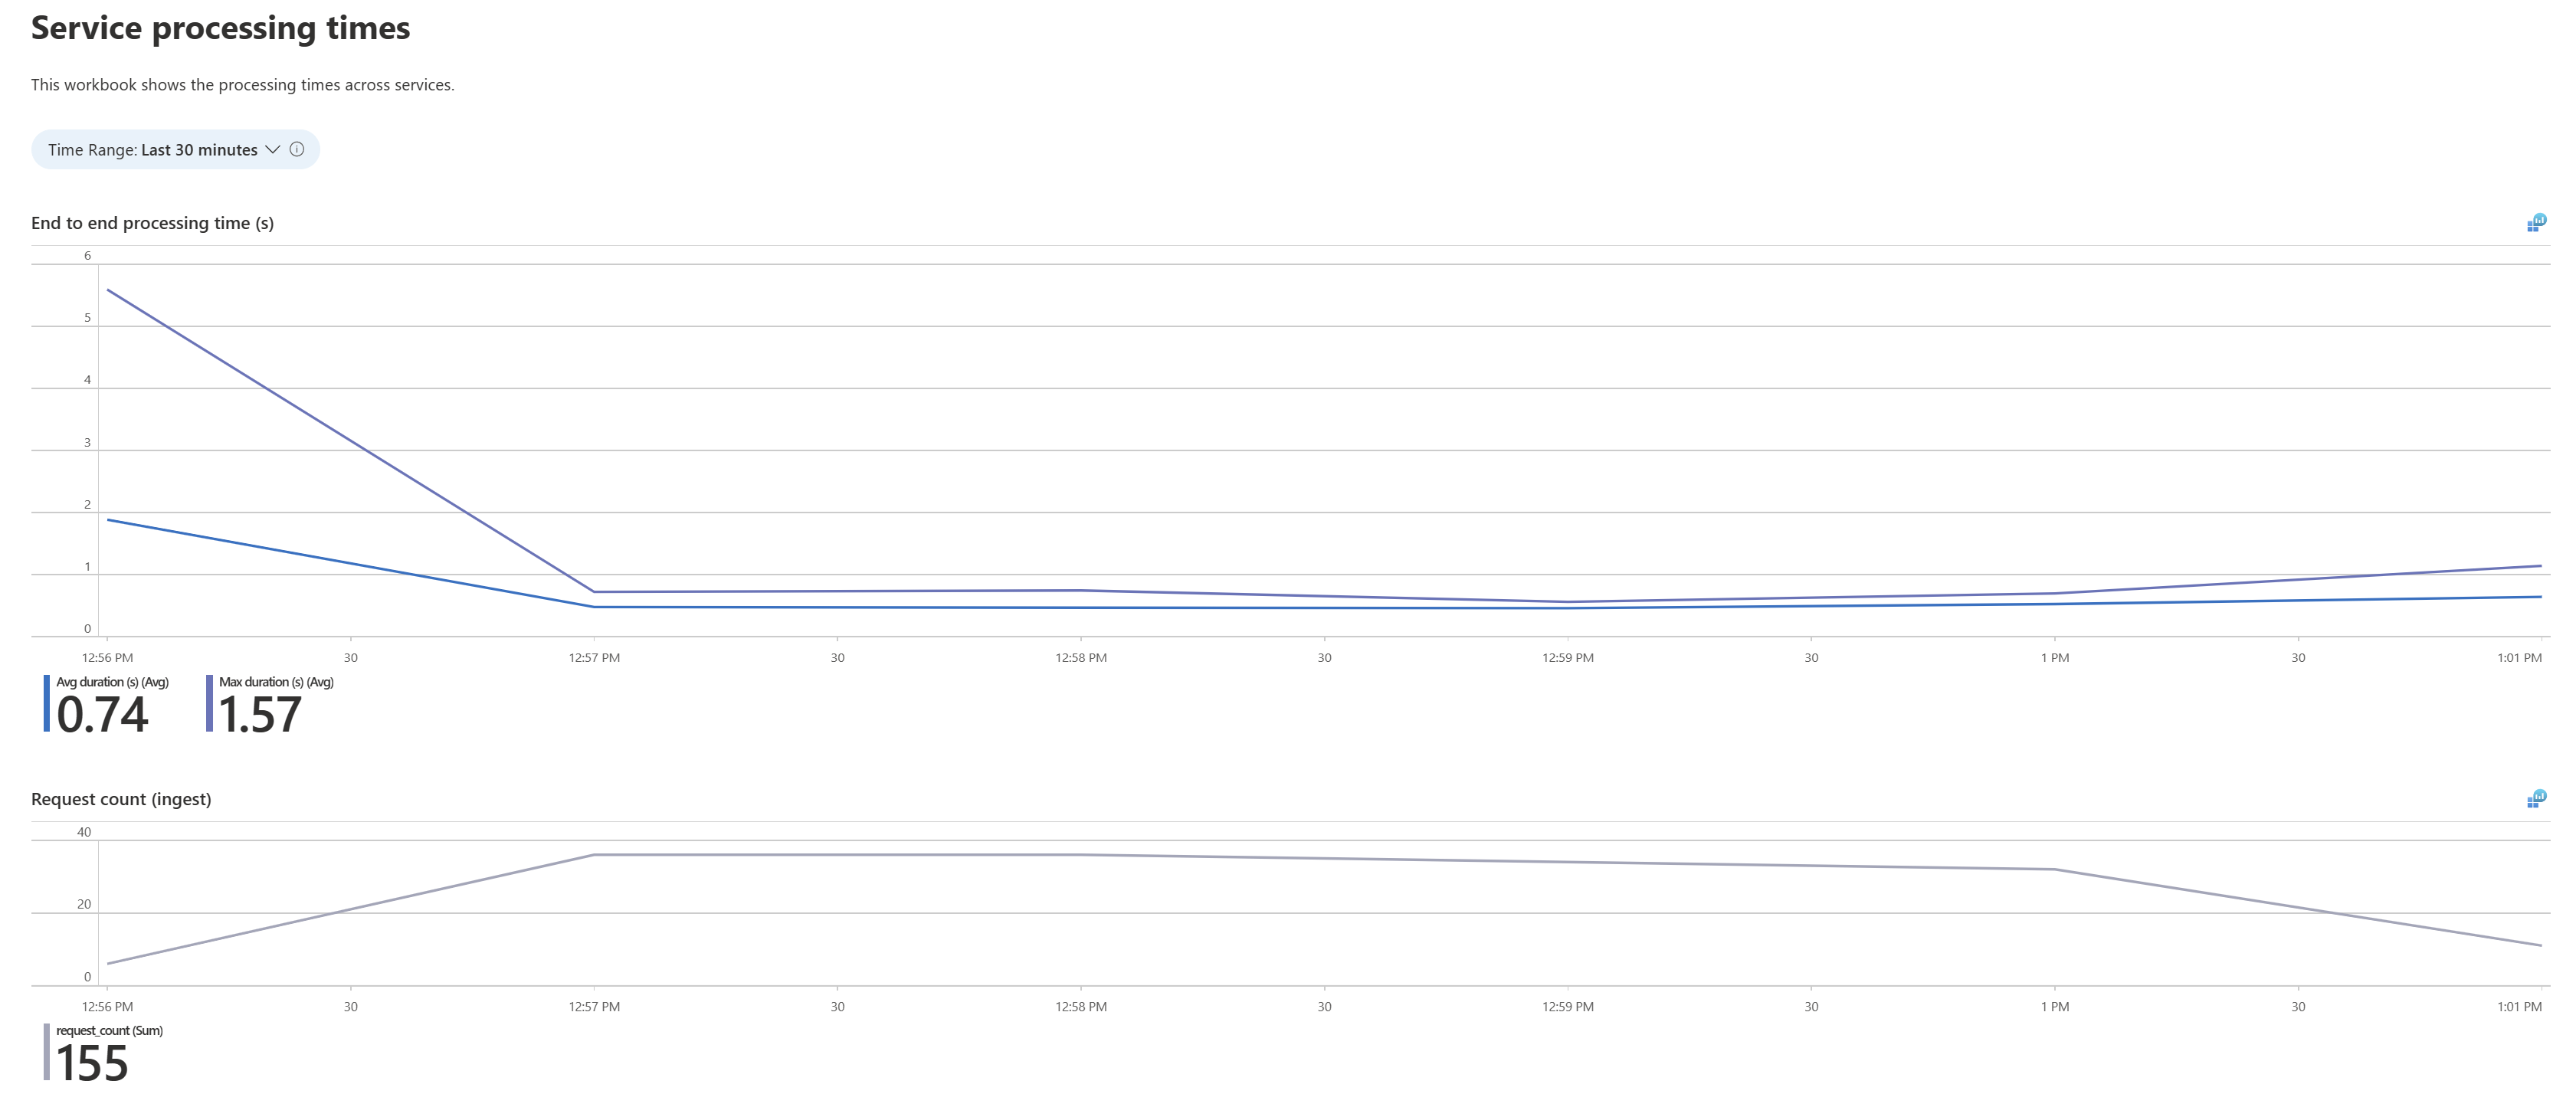 Service processing times
This workbook shows the processing times across services.
Time Range: Last 30 minutes
End to end processing time (s)
6
5
4
3
2
1
0
12:56 PM 30 12:57 PM 30 12:58 PM 30 12:59 PM 30 1 PM 30 1:01 PM
Avg duration (s) (Avg) Max duration (s) (Avg)
0.74 1.57
Request count (ingest)
40
20
0
12:56 PM 30 12:57 PM 30 12:58 PM 30 12:59 PM 30 1 PM 30 1:01 PM
request_count (Sum)
155